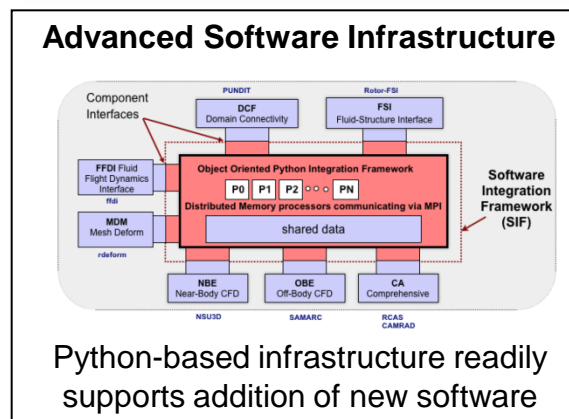 Advanced Software Infrastructure
PUNDIT
Rotor-FSI
Component
Interfaces
DCF
Domain Connectivity
FSI
Fluid-Structure Interface
FFDI Fluid
Flight Dynamics
Interface
ffdi
MDM
Mesh Deform
rdeform
Object Oriented Python Integration Framework
P0 P1 P2 PN
Distributed Memory processors communicating via MPI
shared data
Software
Integration
Framework
(SIF)
NBE
Near-Body CFD
OBE
Off-Body CFD
CA
Comprehensive
NSU3D
SAMARC
RCAS
CAMRAD
Python-based infrastructure readily
supports addition of new software